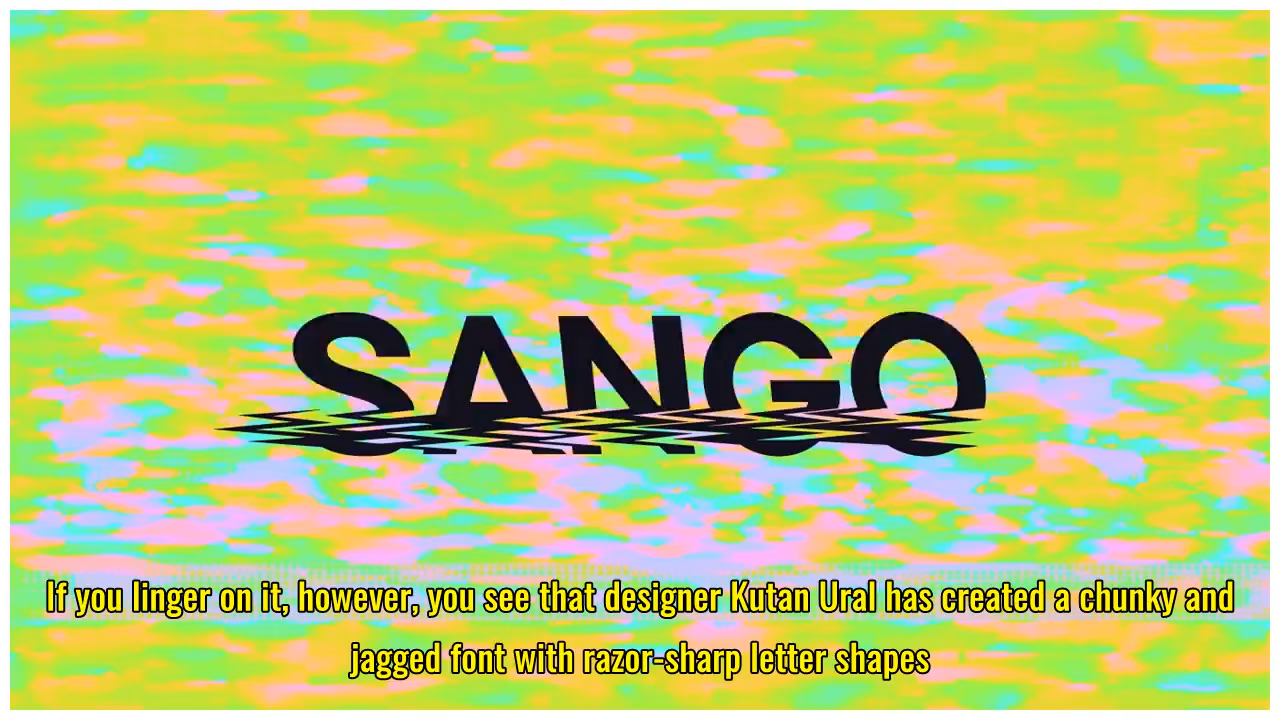 SANGO
If you linger on it, however, you see that designer Kutan Ural has created a chunky and
jagged font with razor-sharp letter shapes